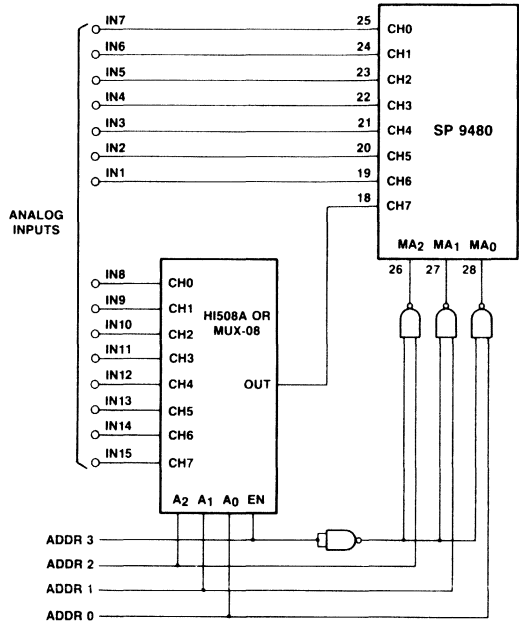 IN7 25 CH0
IN6 24 CH1
IN5 23 CH2
IN4 22 CH3
IN3 21 CH4
SP 9480
IN2 20 CH5
IN1 19 CH6
18 CH7
ANALOG
INPUTS
MA2 MA1 MA0
26 27 28
IN8 CH0
IN9 CH1
HI508A OR
MUX-08
IN10 CH2
IN11 CH3
IN12 CH4 OUT
IN13 CH5
IN14 CH6
IN15 CH7
A2 A1 A0 EN
ADDR 3
ADDR 2
ADDR 1
ADDR 0